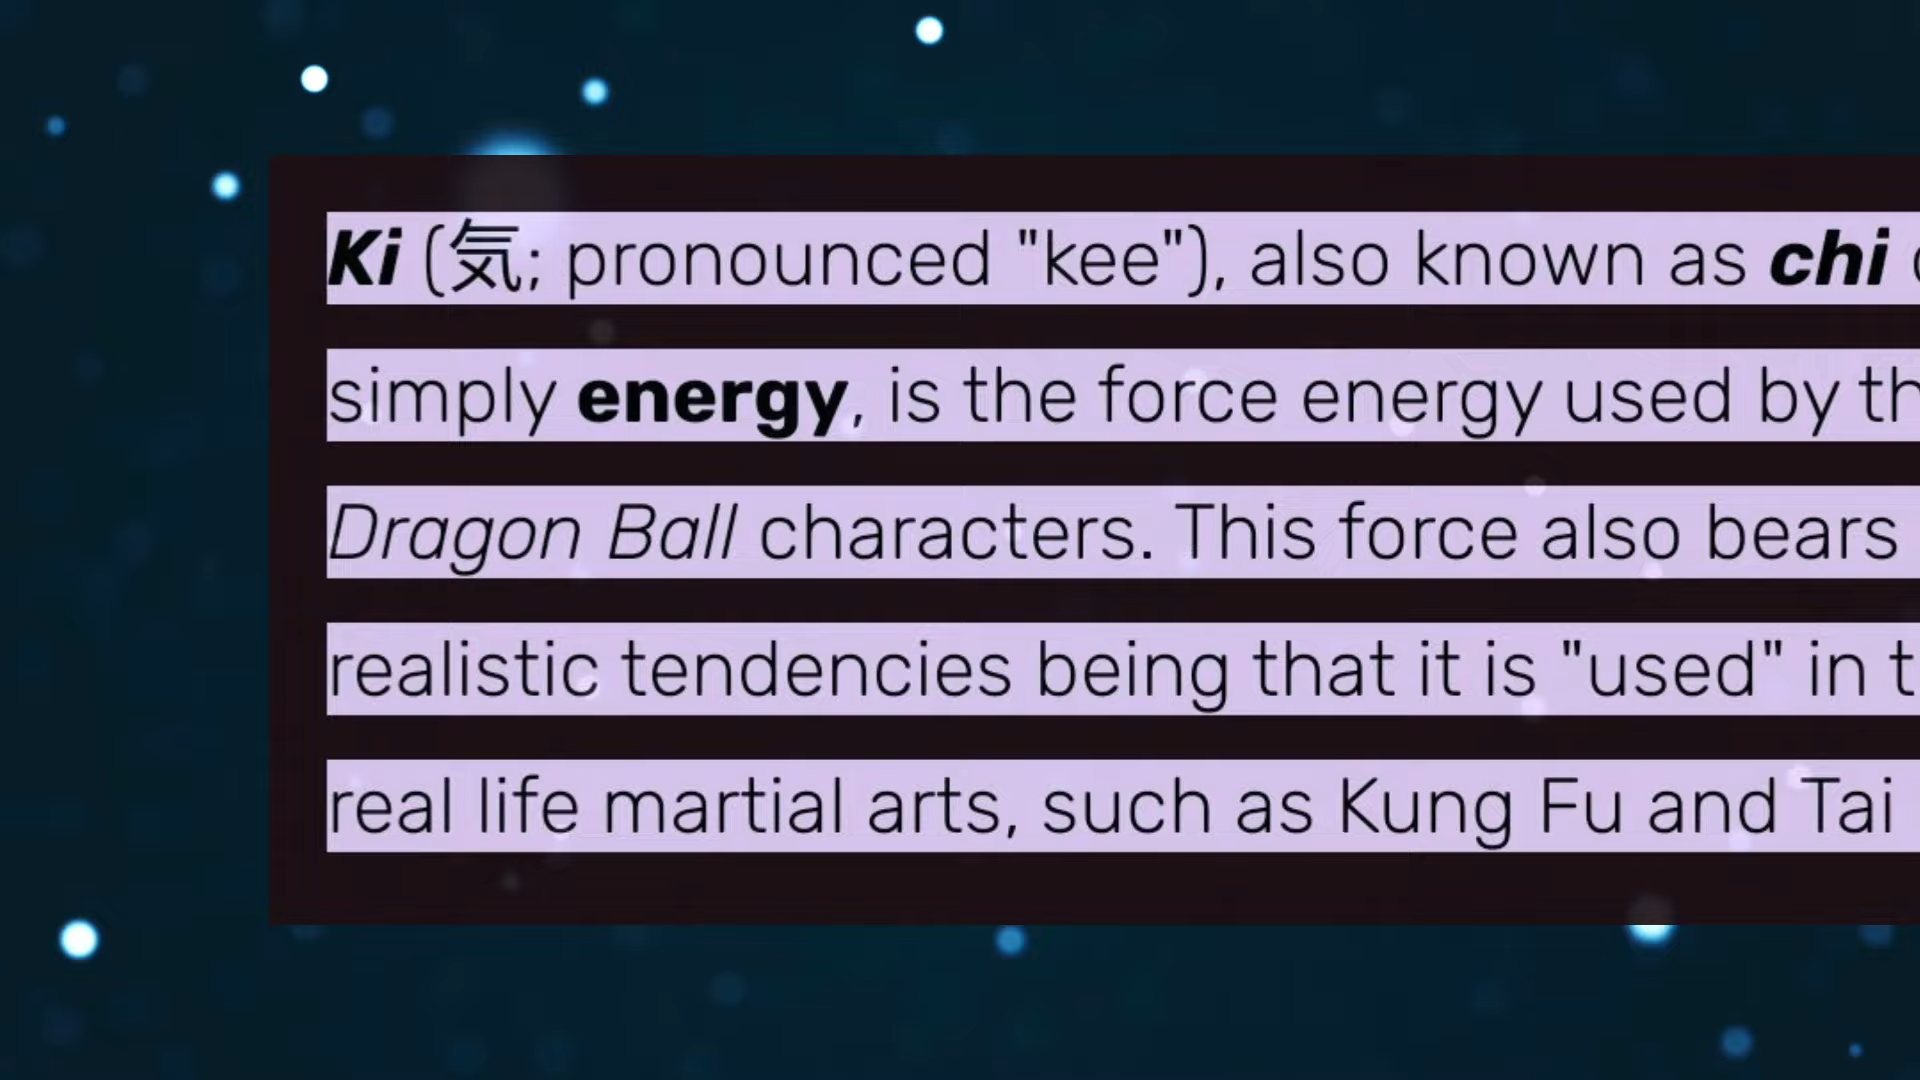 Ki (気; pronounced "kee"), also known as chi
simply energy, is the force energy used by
Dragon Ball characters. This force also bears
realistic tendencies being that it is "used" in
real life martial arts, such as Kung Fu and Tai